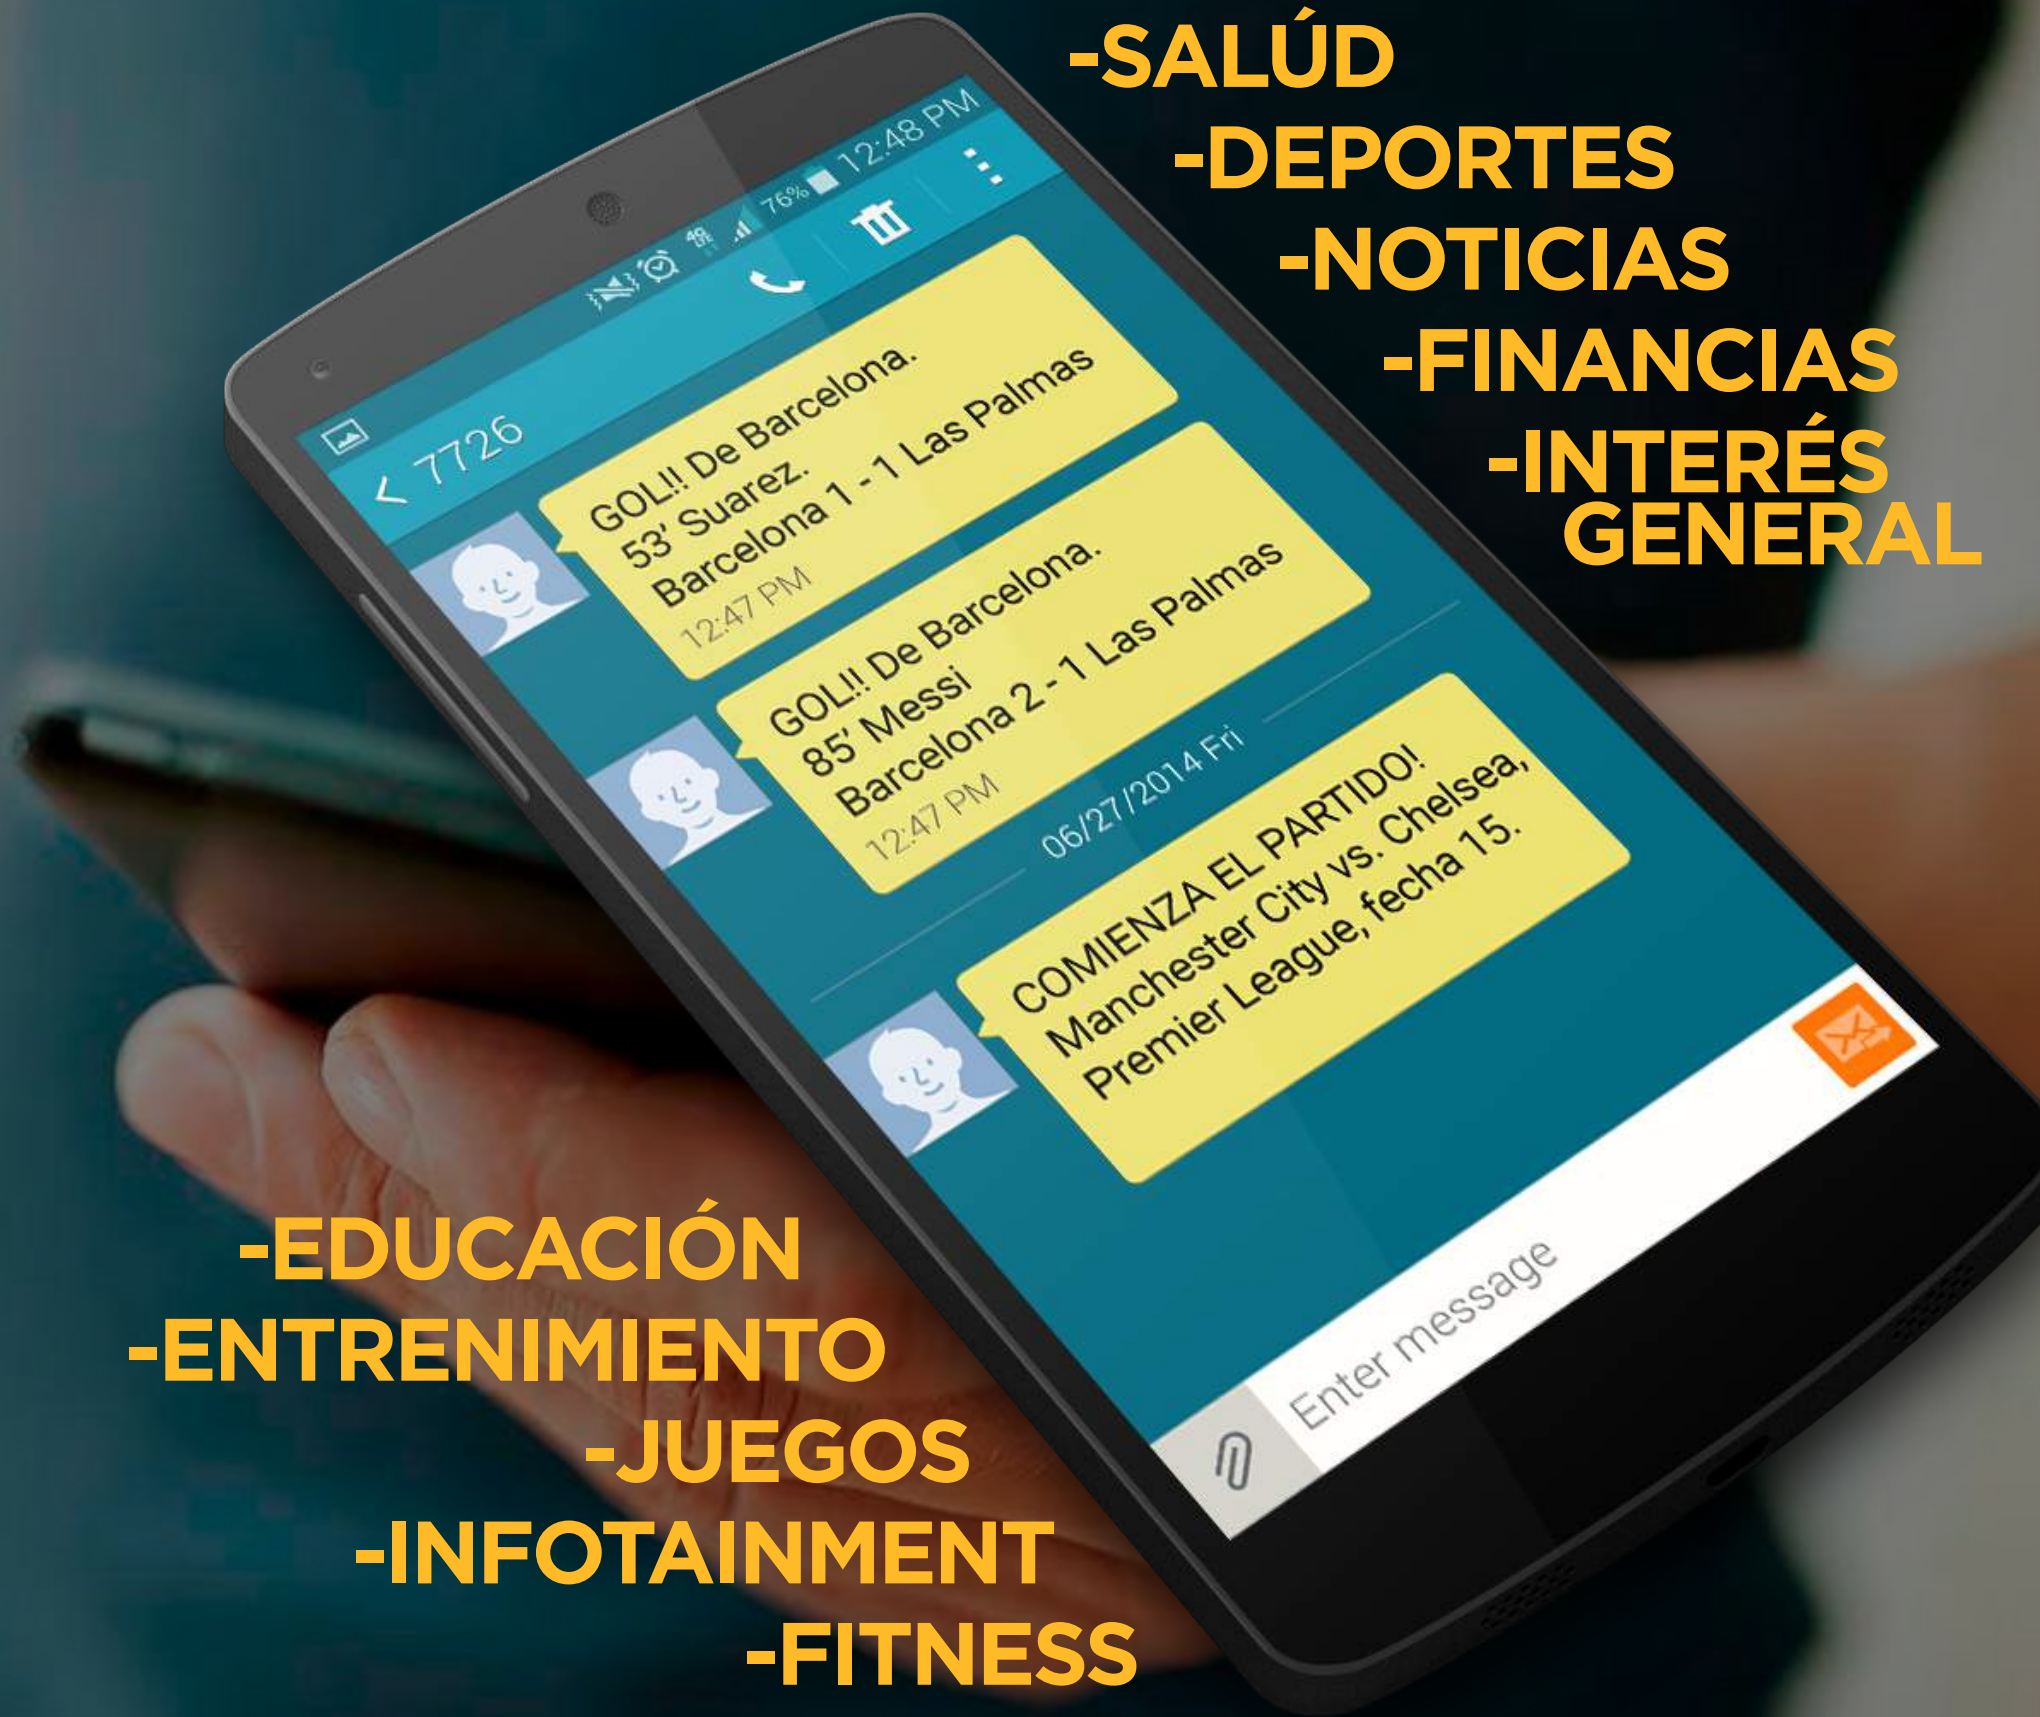 -SALÚD
-DEPORTES
-NOTICIAS
-FINANCIAS
-INTERÉS
GENERAL
76% 12:48 PM
< 7726
GOL!! De Barcelona.
53' Suarez.
Barcelona 1 - 1 Las Palmas
12:47 PM
GOL!! De Barcelona.
85' Messi
Barcelona 2 - 1 Las Palmas
12:47 PM
06/27/2014 Fri
COMIENZA EL PARTIDO!
Manchester City vs. Chelsea,
Premier League, fecha 15.
Enter message
-EDUCACIÓN
-ENTRENIMIENTO
-JUEGOS
-INFOTAINMENT
-FITNESS